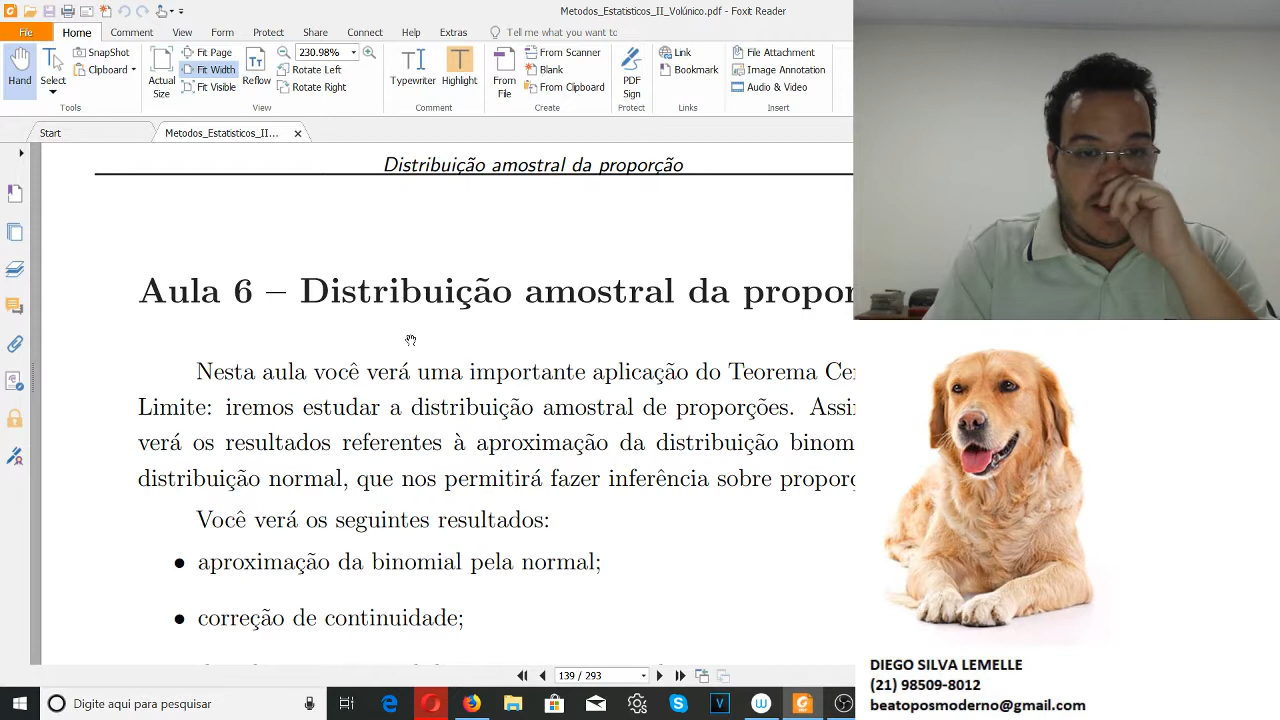 Metodos_Estatisticos_II_Volúnico.pdf - Foxit Reader
File Home Comment View Form Protect Share Connect Help Extras Tell me what you want to
Hand
Select
SnapShot
Clipboard
Tools
Actual Size
Fit Page
Fit Width
Fit Visible
Reflow
230.98%
Rotate Left
Rotate Right
View
Typewriter
Highlight
Comment
From File
From Scanner
Blank
From Clipboard
Create
PDF Sign
Protect
Link
Bookmark
Links
File Attachment
Image Annotation
Audio & Video
Insert
Start
Metodos_Estatisticos_II...
Distribuição amostral da proporção
Aula 6 – Distribuição amostral da propor
Nesta aula você verá uma importante aplicação do Teorema Ce
Limite: iremos estudar a distribuição amostral de proporções. Assi
verá os resultados referentes à aproximação da distribuição binom
distribuição normal, que nos permitirá fazer inferência sobre propor
Você verá os seguintes resultados:
• aproximação da binomial pela normal;
• correção de continuidade;
139 / 293
Digite aqui para pesquisar
DIEGO SILVA LEMELLE
(21) 98509-8012
beatoposmoderno@gmail.com